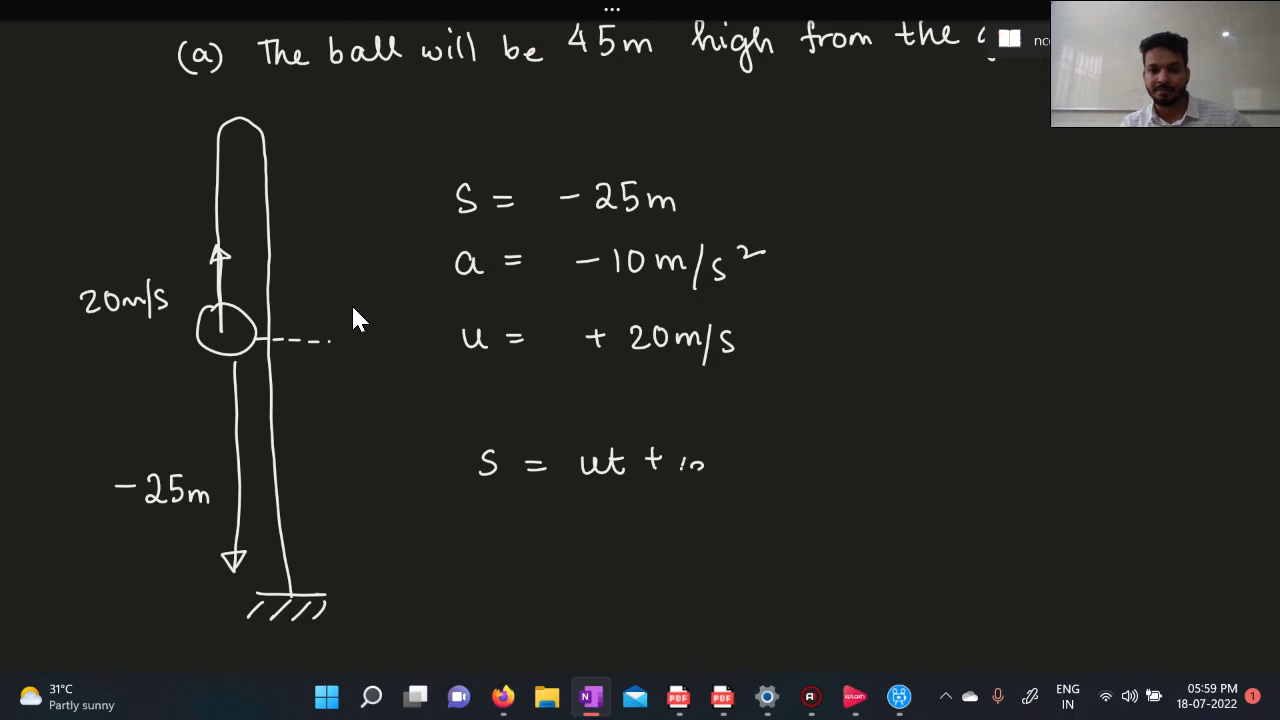 (a) The ball will be 45m high from the
S = - 25m
a = - 10m/s²
20m/s
u = + 20m/s
s = ut +
- 25m
31°C
Partly sunny
ENG
IN
05:59 PM
18-07-2022
1